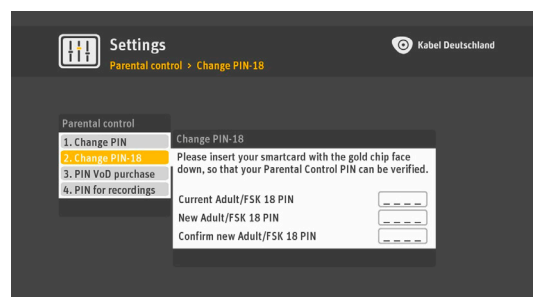 Settings
Parental control > Change PIN-18
Kabel Deutschland
Parental control
1. Change PIN
2. Change PIN-18
3. PIN VoD purchase
4. PIN for recordings
Change PIN-18
Please insert your smartcard with the gold chip face
down, so that your Parental Control PIN can be verified.
Current Adult/FSK 18 PIN _ _ _ _
New Adult/FSK 18 PIN _ _ _ _
Confirm new Adult/FSK 18 PIN _ _ _ _